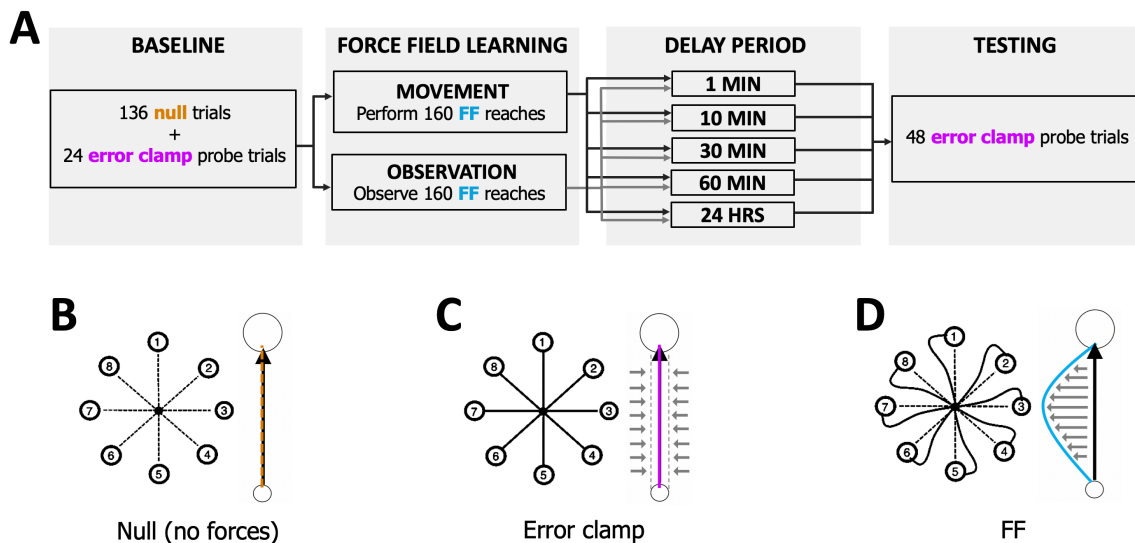 A
BASELINE
136 null trials
+
24 error clamp probe trials
FORCE FIELD LEARNING
MOVEMENT
Perform 160 FF reaches
OBSERVATION
Observe 160 FF reaches
DELAY PERIOD
1 MIN
10 MIN
30 MIN
60 MIN
24 HRS
TESTING
48 error clamp probe trials
B
1
2
3
4
5
6
7
8
Null (no forces)
C
1
2
3
4
5
6
7
8
Error clamp
D
1
2
3
4
5
6
7
8
FF